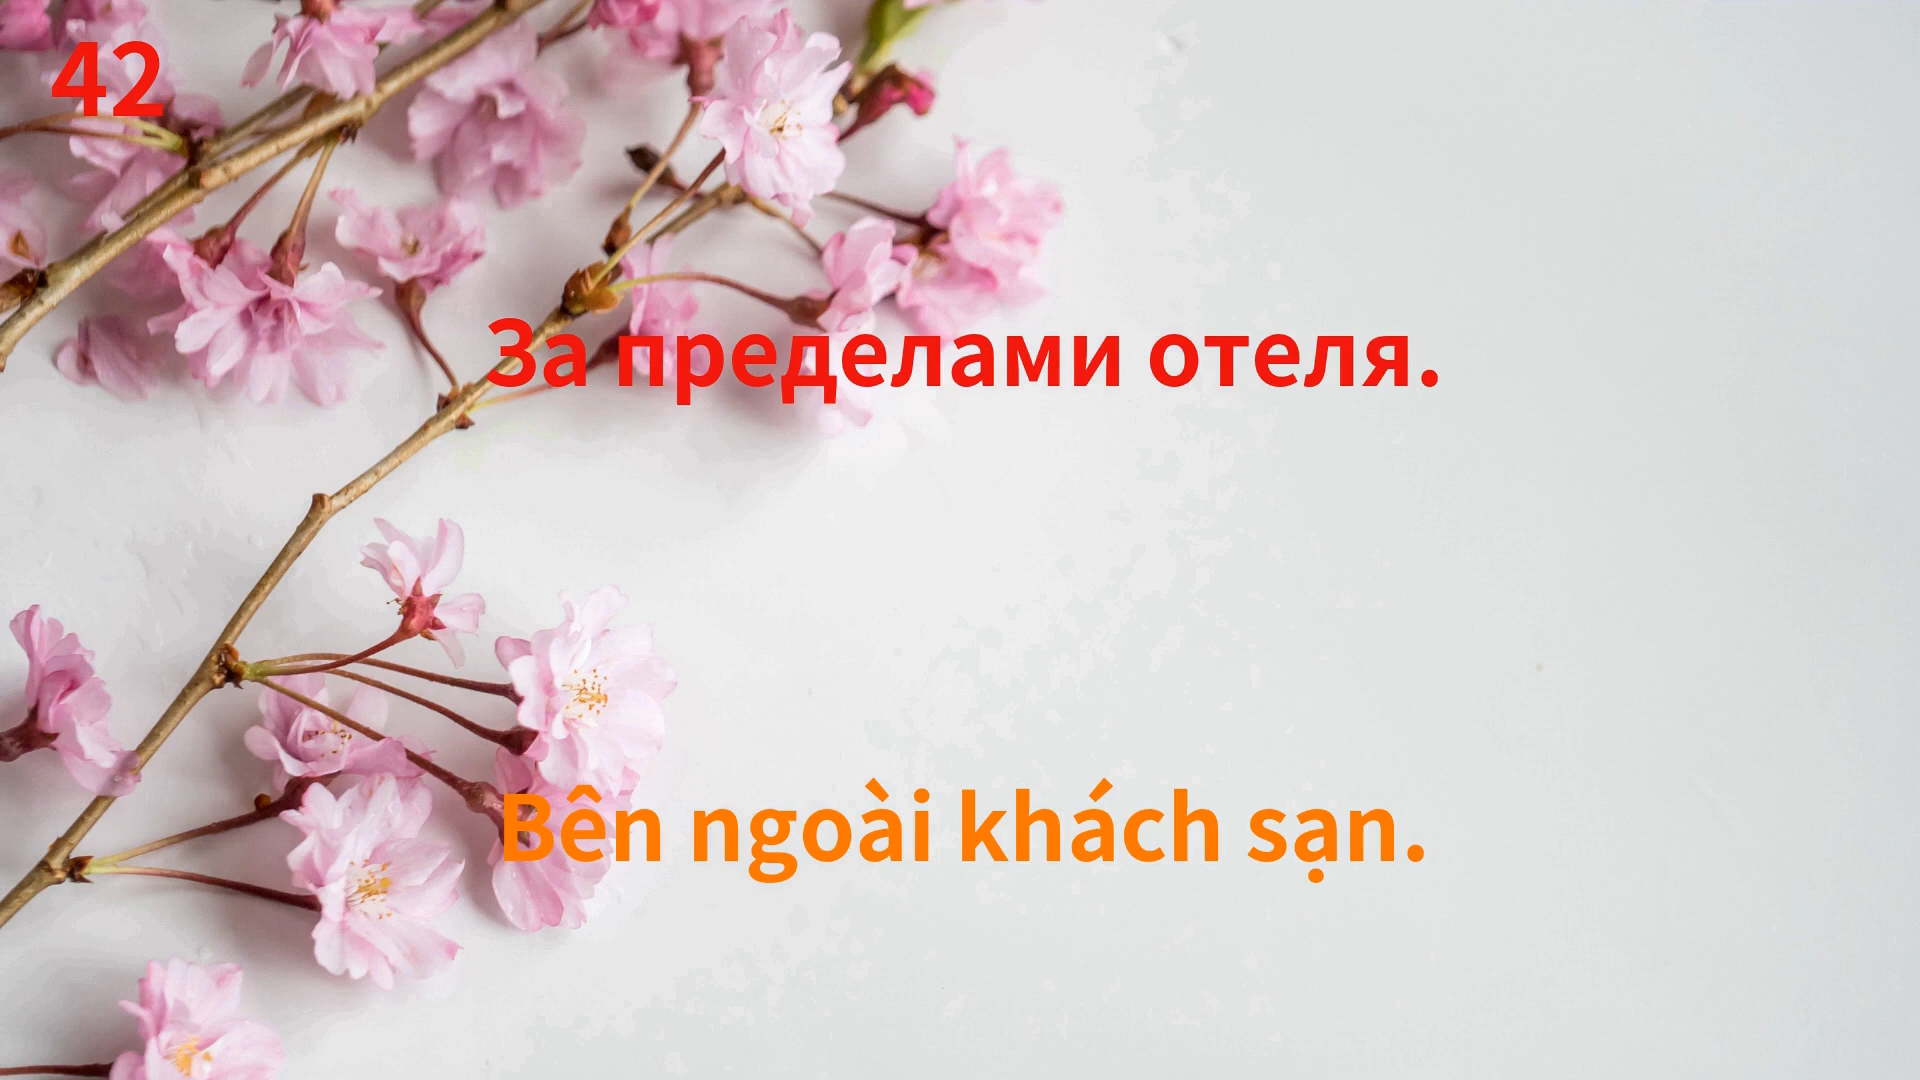 42
За пределами отеля.
Bên ngoài khách sạn.